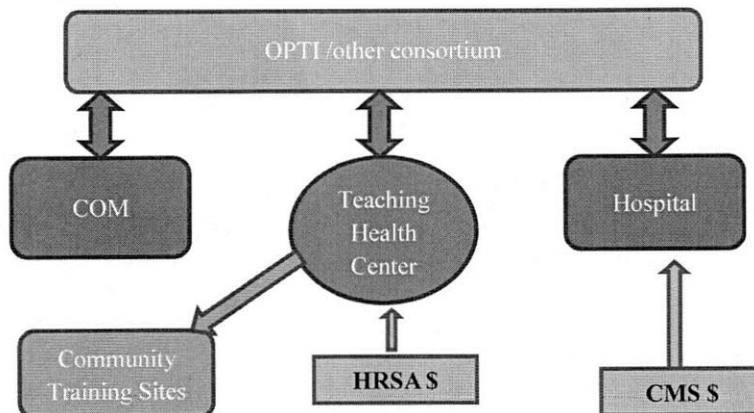 OPTI /other consortium
COM
Teaching
Health
Center
Hospital
Community
Training Sites
HRSA $
CMS $